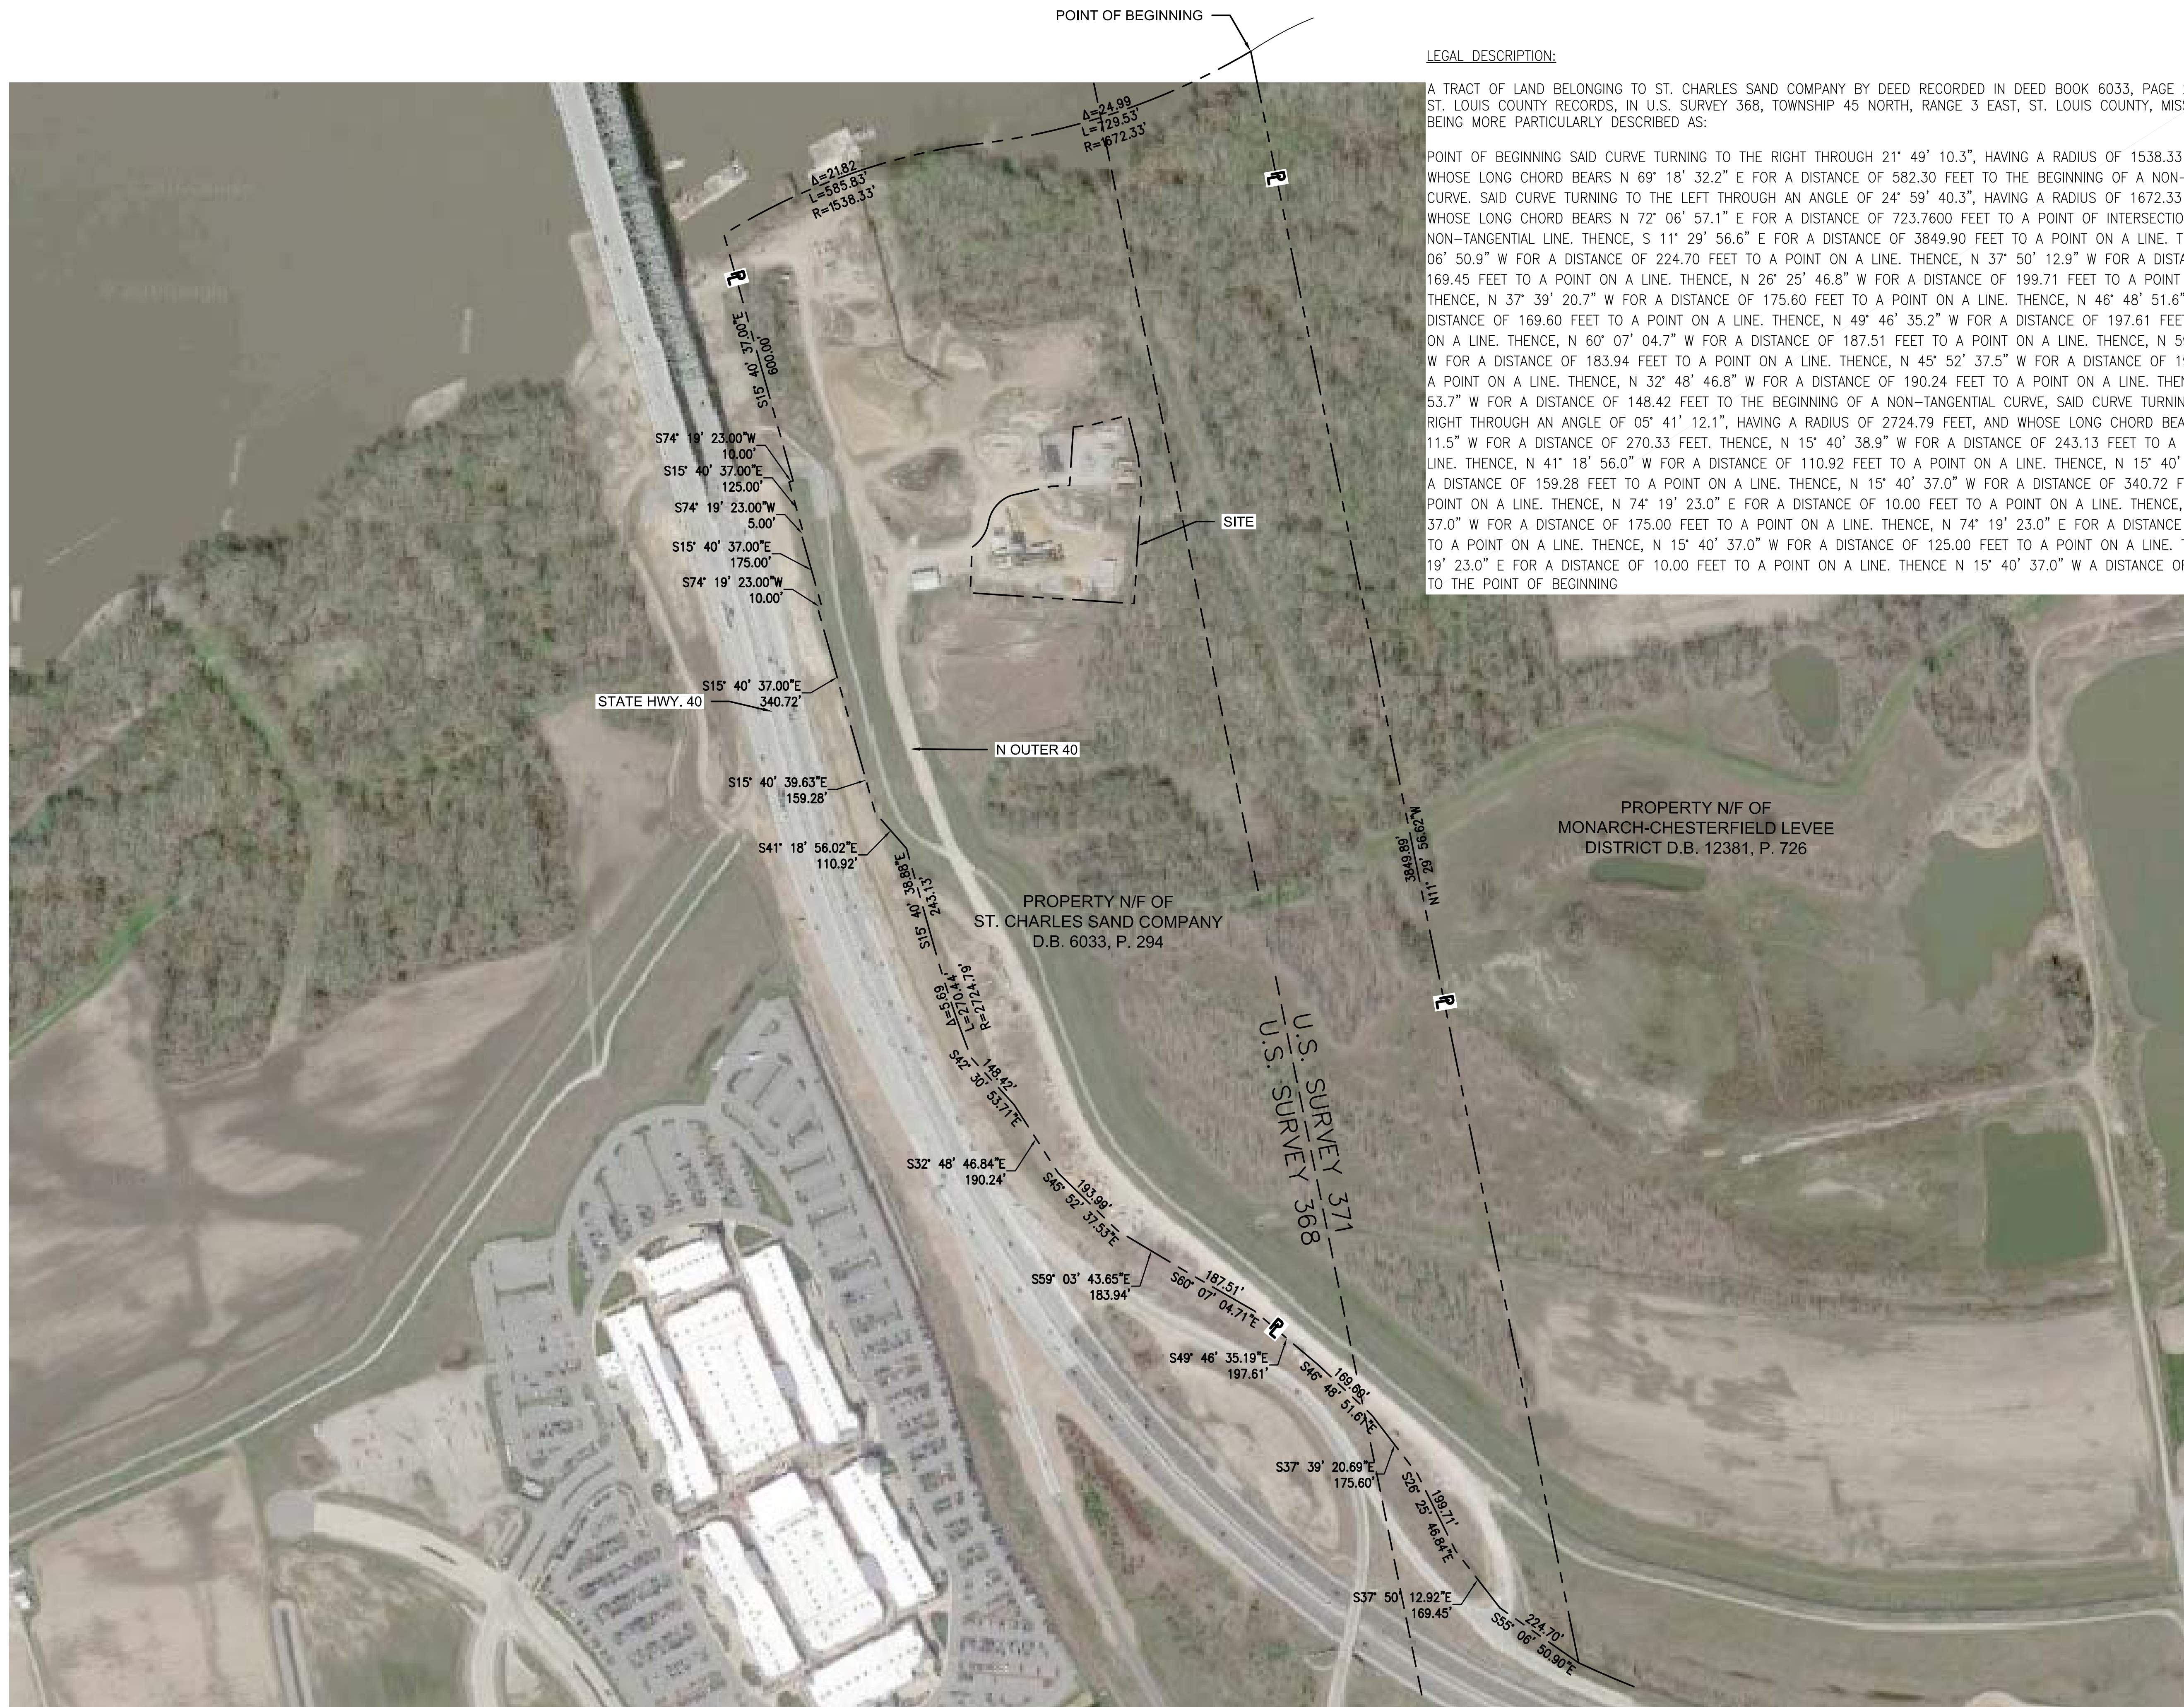 POINT OF BEGINNING
LEGAL DESCRIPTION:
A TRACT OF LAND BELONGING TO ST. CHARLES SAND COMPANY BY DEED RECORDED IN DEED BOOK 6033, PAGE
ST. LOUIS COUNTY RECORDS, IN U.S. SURVEY 368, TOWNSHIP 45 NORTH, RANGE 3 EAST, ST. LOUIS COUNTY,
BEING MORE PARTICULARLY DESCRIBED AS:
POINT OF BEGINNING SAID CURVE TURNING TO THE RIGHT THROUGH 21° 49' 10.3", HAVING A RADIUS OF 1538.33
WHOSE LONG CHORD BEARS N 69° 18' 32.2" E FOR A DISTANCE OF 582.30 FEET TO THE BEGINNING OF A NON-
CURVE. SAID CURVE TURNING TO THE LEFT THROUGH AN ANGLE OF 24° 59' 40.3", HAVING A RADIUS OF 1672.33
WHOSE LONG CHORD BEARS N 72° 06' 57.1" E FOR A DISTANCE OF 723.7600 FEET TO A POINT OF
NON-TANGENTIAL LINE. THENCE, S 11° 29' 56.6" E FOR A DISTANCE OF 3849.90 FEET TO A POINT ON A LINE.
06' 50.9" W FOR A DISTANCE OF 224.70 FEET TO A POINT ON A LINE. THENCE, N 37° 50' 12.9" W FOR A
169.45 FEET TO A POINT ON A LINE. THENCE, N 26° 25' 46.8" W FOR A DISTANCE OF 199.71 FEET TO A POINT
THENCE, N 37° 39' 20.7" W FOR A DISTANCE OF 175.60 FEET TO A POINT ON A LINE. THENCE, N 46° 48' 51.6"
DISTANCE OF 169.60 FEET TO A POINT ON A LINE. THENCE, N 49° 46' 35.2" W FOR A DISTANCE OF 197.61
ON A LINE. THENCE, N 60° 07' 04.7" W FOR A DISTANCE OF 187.51 FEET TO A POINT ON A LINE. THENCE, N
W FOR A DISTANCE OF 183.94 FEET TO A POINT ON A LINE. THENCE, N 45° 52' 37.5" W FOR A DISTANCE OF
A POINT ON A LINE. THENCE, N 32° 48' 46.8" W FOR A DISTANCE OF 190.24 FEET TO A POINT ON A LINE.
53.7" W FOR A DISTANCE OF 148.42 FEET TO THE BEGINNING OF A NON-TANGENTIAL CURVE, SAID CURVE
RIGHT THROUGH AN ANGLE OF 05° 41' 12.1", HAVING A RADIUS OF 2724.79 FEET, AND WHOSE LONG CHORD
11.5" W FOR A DISTANCE OF 270.33 FEET. THENCE, N 15° 40' 38.9" W FOR A DISTANCE OF 243.13 FEET TO A
LINE. THENCE, N 41° 18' 56.0" W FOR A DISTANCE OF 110.92 FEET TO A POINT ON A LINE. THENCE, N 15° 40'
A DISTANCE OF 159.28 FEET TO A POINT ON A LINE. THENCE, N 15° 40' 37.0" W FOR A DISTANCE OF 340.72
POINT ON A LINE. THENCE, N 74° 19' 23.0" E FOR A DISTANCE OF 10.00 FEET TO A POINT ON A LINE. THENCE,
37.0" W FOR A DISTANCE OF 175.00 FEET TO A POINT ON A LINE. THENCE, N 74° 19' 23.0" E FOR A DISTANCE
TO A POINT ON A LINE. THENCE, N 15° 40' 37.0" W FOR A DISTANCE OF 125.00 FEET TO A POINT ON A LINE.
19' 23.0" E FOR A DISTANCE OF 10.00 FEET TO A POINT ON A LINE. THENCE N 15° 40' 37.0" W A DISTANCE
TO THE POINT OF BEGINNING
Δ=24.99
L=729.53'
R=1672.33'
Δ=21.82
L=585.83'
R=1538.33'
PL
PL
S15° 40' 37.00"E
600.00'
S74° 19' 23.00"W
10.00'
S15° 40' 37.00"E
125.00'
S74° 19' 23.00"W
5.00'
S15° 40' 37.00"E
175.00'
S74° 19' 23.00"W
10.00'
SITE
S15° 40' 37.00"E
340.72'
STATE HWY. 40
N OUTER 40
S15° 40' 39.63"E
159.28'
S41° 18' 56.02"E
110.92'
3849.89'
N11° 29' 56.62"W
PROPERTY N/F OF
MONARCH-CHESTERFIELD LEVEE
DISTRICT D.B. 12381, P. 726
S15° 40' 38.88"E
243.13'
PROPERTY N/F OF
ST. CHARLES SAND COMPANY
D.B. 6033, P. 294
Δ=5.69
L=270.44'
R=2724.79'
PL
U.S. SURVEY 371
U.S. SURVEY 368
148.42'
S42° 30' 53.71"E
S32° 48' 46.84"E
190.24'
193.99'
S45° 52' 37.53"E
S59° 03' 43.65"E
183.94'
187.51'
S60° 07' 04.71"E
PL
S49° 46' 35.19"E
197.61'
169.60'
S46° 48' 51.61"E
S37° 39' 20.69"E
175.60'
199.71'
S26° 25' 46.84"E
S37° 50' 12.92"E
169.45'
224.70'
S55° 06' 50.90"E